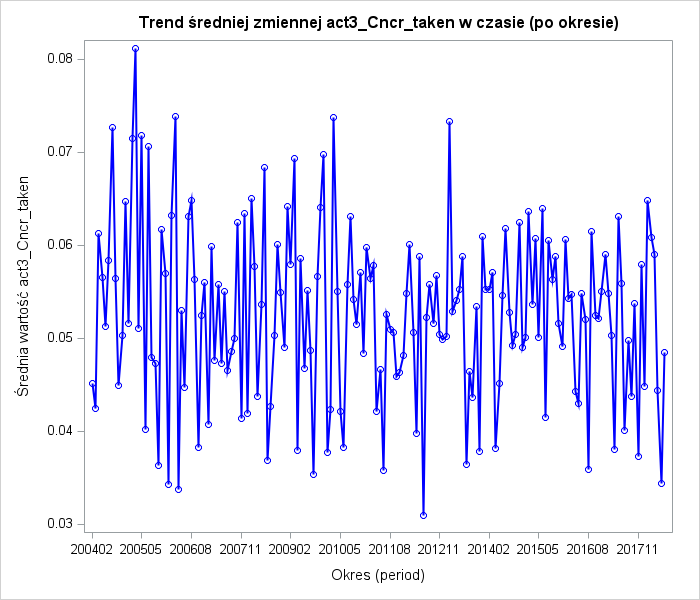 Trend średniej zmiennej act3_Cncr_taken w czasie (po okresie)
Średnia wartość act3_Cncr_taken
0.08
0.07
0.06
0.05
0.04
0.03
200402 200505 200608 200711 200902 201005 201108 201211 201402 201505 201608 201711
Okres (period)